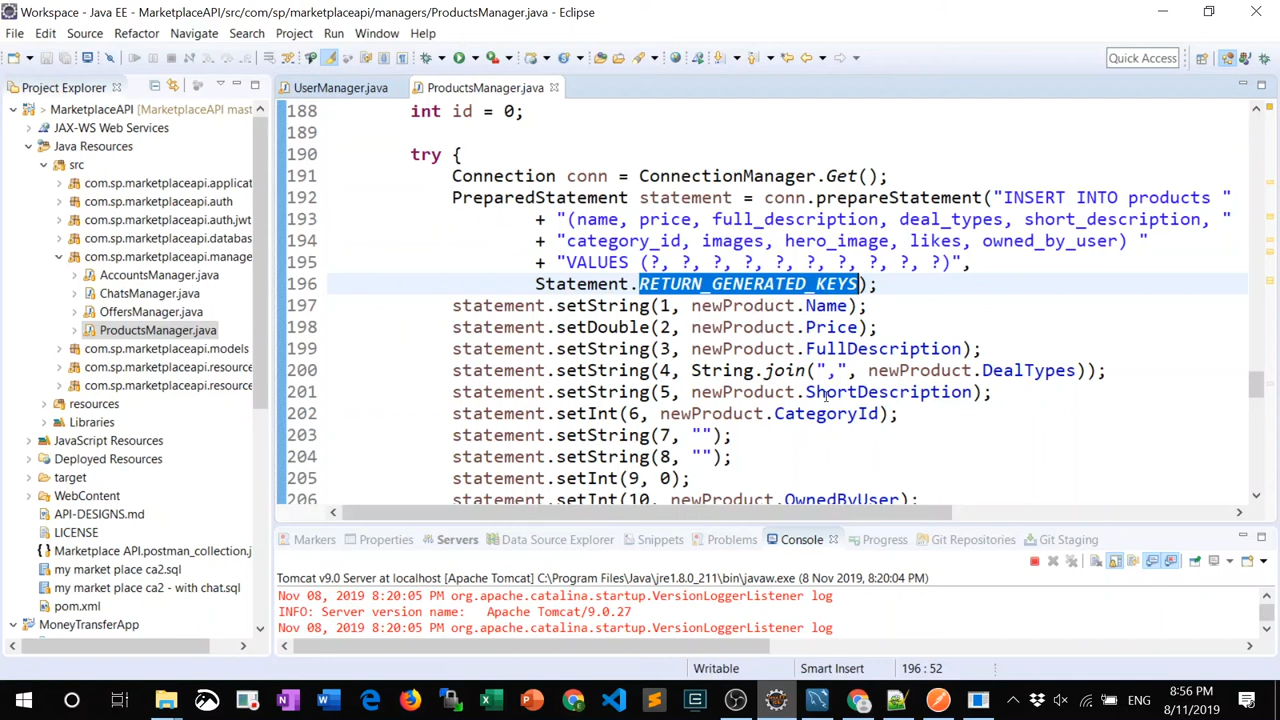 Workspace - Java EE - MarketplaceAPI/src/com/sp/marketplaceapi/managers/ProductsManager.java - Eclipse
File Edit Source Refactor Navigate Search Project Run Window Help
Quick Access
Project Explorer
MarketplaceAPI [MarketplaceAPI mast
JAX-WS Web Services
Java Resources
src
com.sp.marketplaceapi.applicat
com.sp.marketplaceapi.auth
com.sp.marketplaceapi.auth.jwt
com.sp.marketplaceapi.databas
com.sp.marketplaceapi.manage
AccountsManager.java
ChatsManager.java
OffersManager.java
ProductsManager.java
com.sp.marketplaceapi.models
com.sp.marketplaceapi.resource
com.sp.marketplaceapi.resource
resources
Libraries
JavaScript Resources
Deployed Resources
target
WebContent
API-DESIGNS.md
LICENSE
Marketplace API.postman_collection.j
my market place ca2.sql
my market place ca2 - with chat.sql
pom.xml
MoneyTransferApp
UserManager.java ProductsManager.java
188 int id = 0;
189
190 try {
191 Connection conn = ConnectionManager.Get();
192 PreparedStatement statement = conn.prepareStatement("INSERT INTO products "
193 + "(name, price, full_description, deal_types, short_description, "
194 + "category_id, images, hero_image, likes, owned_by_user) "
195 + "VALUES (?, ?, ?, ?, ?, ?, ?, ?, ?, ?)",
196 Statement.RETURN_GENERATED_KEYS);
197 statement.setString(1, newProduct.Name);
198 statement.setDouble(2, newProduct.Price);
199 statement.setString(3, newProduct.FullDescription);
200 statement.setString(4, String.join(",", newProduct.DealTypes));
201 statement.setString(5, newProduct.ShortDescription);
202 statement.setInt(6, newProduct.CategoryId);
203 statement.setString(7, "");
204 statement.setString(8, "");
205 statement.setInt(9, 0);
206 statement.setInt(10, newProduct.OwnedByUser);
Markers Properties Servers Data Source Explorer Snippets Problems Console Progress Git Repositories Git Staging
Tomcat v9.0 Server at localhost [Apache Tomcat] C:\Program Files\Java\jre1.8.0_211\bin\javaw.exe (8 Nov 2019, 8:20:04 PM)
Nov 08, 2019 8:20:05 PM org.apache.catalina.startup.VersionLoggerListener log
INFO: Server version name: Apache Tomcat/9.0.27
Nov 08, 2019 8:20:05 PM org.apache.catalina.startup.VersionLoggerListener log
Writable Smart Insert 196 : 52
ENG
8:56 PM
8/11/2019